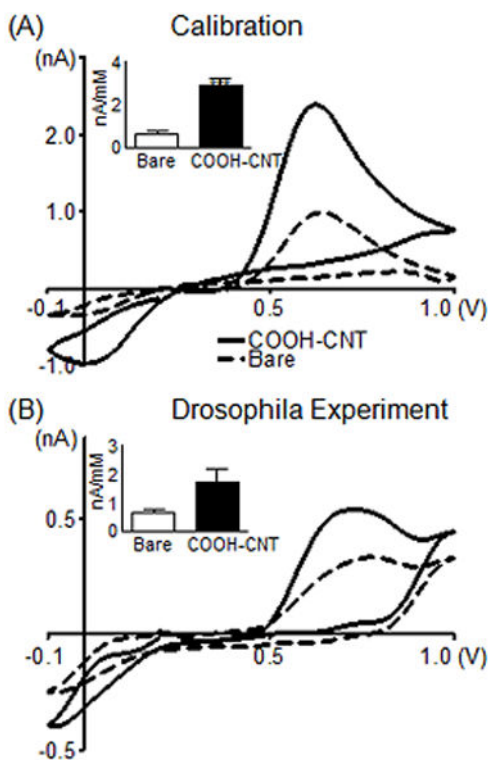 (A) Calibration
(nA)
4
2
0
nA/mM
Bare COOH-CNT
2.0
1.0
-0.1 0.5 1.0 (V)
-1.0
COOH-CNT
Bare
(B) Drosophila Experiment
(nA)
3
2
1
0
nA/mM
Bare COOH-CNT
0.5
-0.1 0.5 1.0 (V)
-0.5